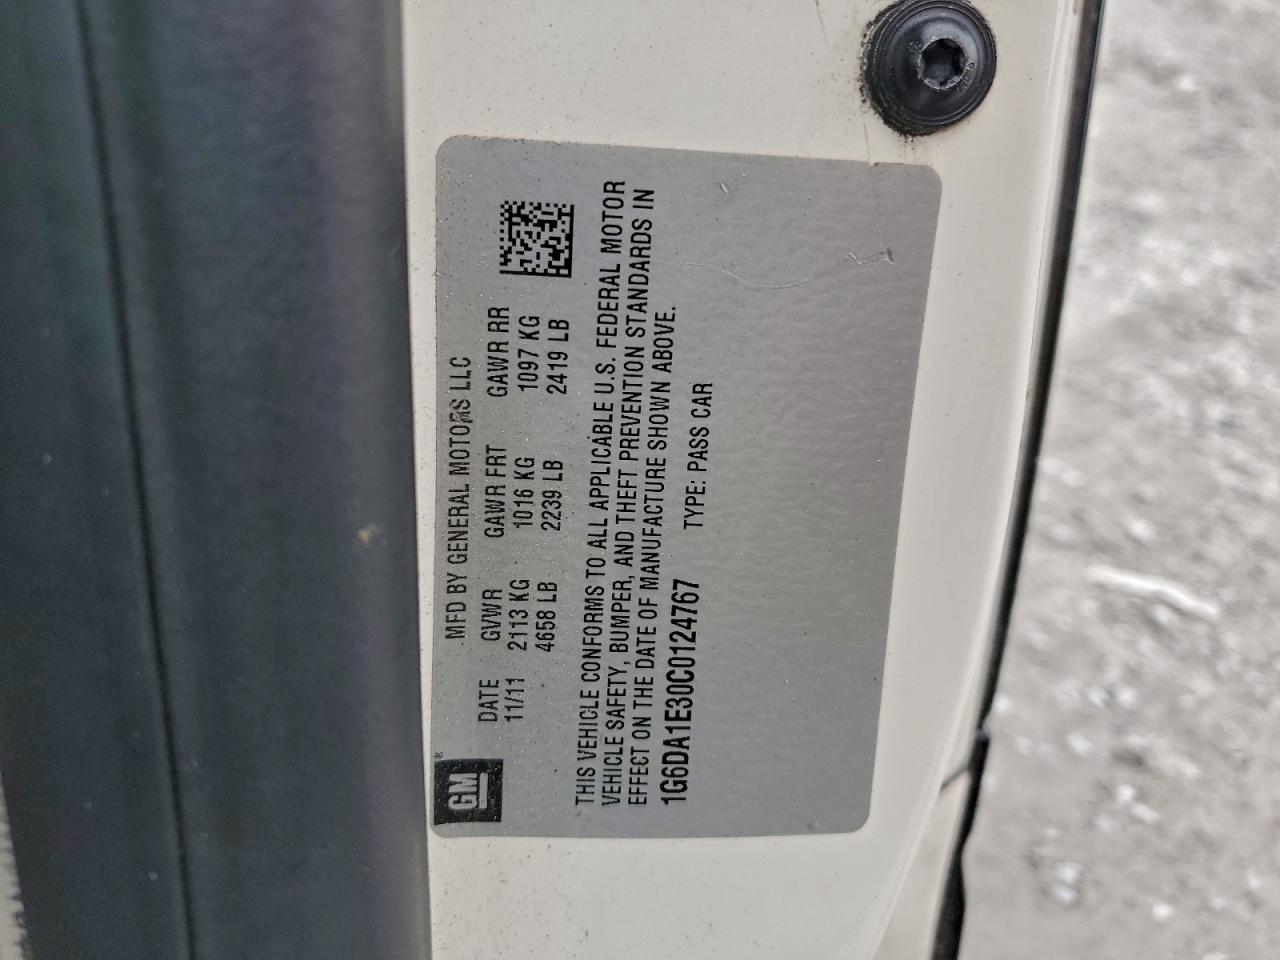 GM
MFD BY GENERAL MOTORS LLC
DATE GVWR GAWR FRT GAWR RR
11/11 2113 KG 1016 KG 1097 KG
4658 LB 2239 LB 2419 LB
THIS VEHICLE CONFORMS TO ALL APPLICABLE U.S. FEDERAL MOTOR
VEHICLE SAFETY, BUMPER, AND THEFT PREVENTION STANDARDS IN
EFFECT ON THE DATE OF MANUFACTURE SHOWN ABOVE.
1G6DA1E30C0124767 TYPE: PASS CAR